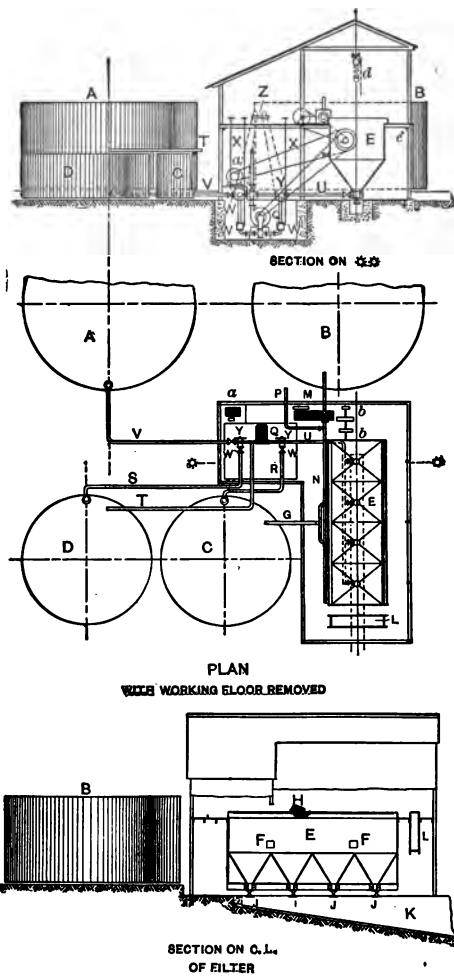 A
Z
d
B
T
X
X
E
e
a
D
C
V
Y
U
W
W
SECTION ON
A
B
a
P
M
b
V
Y
Q
Y
U
b
W
W
S
R
N
E
T
G
D
C
L
PLAN
WITH WORKING FLOOR REMOVED
B
H
L
F
E
F
I
I
J
J
K
SECTION ON C.L.
OF FILTER